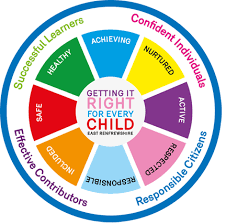 Successful Learners
Confident Individuals
ACHIEVING
HEALTHY
NURTURED
GETTING IT
RIGHT
FOR EVERY
CHILD
EAST RENFREWSHIRE
SAFE
ACTIVE
INCLUDED
RESPECTED
RESPONSIBLE
Effective Contributors
Responsible Citizens